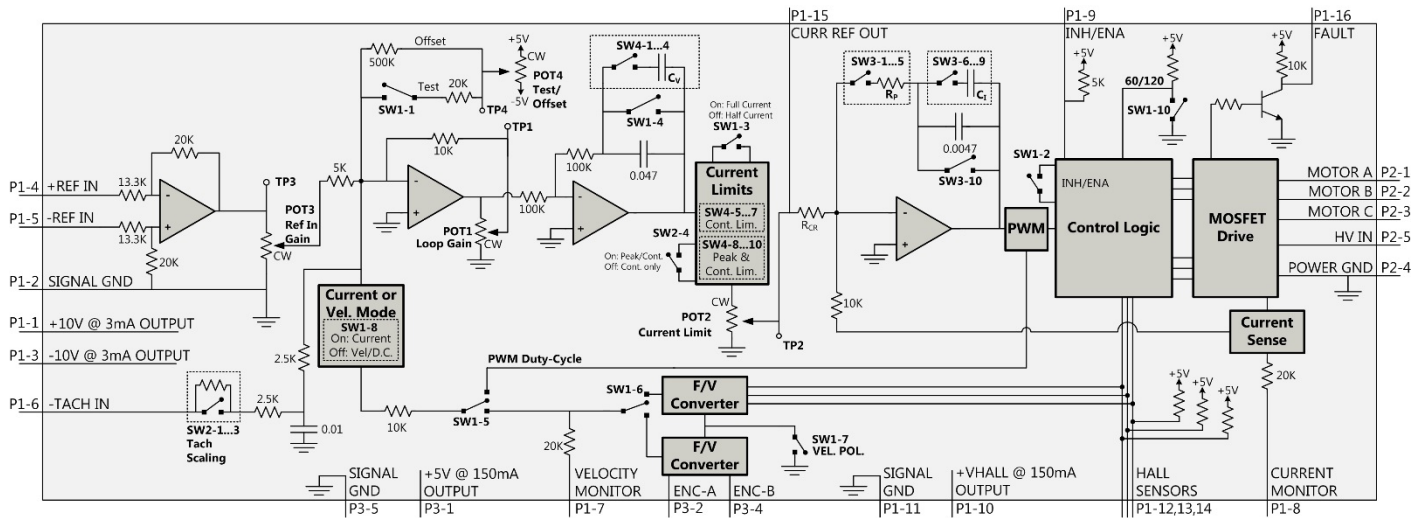 P1-15
CURR REF OUT
P1-9
INH/ENA
P1-16
FAULT
Offset
500K
+5V
CW
-5V
POT4
Test/
Offset
Test
20K
SW1-1
TP4
TP1
SW4-1...4
CV
SW1-4
On: Full Current
Off: Half Current
SW1-3
SW3-1...5
RP
SW3-6...9
CI
+5V
5K
+5V
60/120
SW1-10
+5V
10K
20K
13.3K
13.3K
20K
-
+
P1-4 +REF IN
P1-5 -REF IN
P1-2 SIGNAL GND
P1-1 +10V @ 3mA OUTPUT
P1-3 -10V @ 3mA OUTPUT
P1-6 -TACH IN
TP3
POT3
Ref In
Gain
CW
5K
10K
-
+
POT1
Loop Gain
CW
100K
100K
0.047
-
+
Current
Limits
SW4-5...7
Cont. Lim.
SW4-8...10
Peak &
Cont. Lim.
SW2-4
On: Peak/Cont.
Off: Cont. only
CW
POT2
Current Limit
TP2
RCR
0.0047
SW3-10
-
+
10K
SW1-2
PWM
INH/ENA
Control Logic
MOSFET
Drive
MOTOR A P2-1
MOTOR B P2-2
MOTOR C P2-3
HV IN P2-5
POWER GND P2-4
Current
Sense
20K
Current or
Vel. Mode
SW1-8
On: Current
Off: Vel/D.C.
2.5K
2.5K
0.01
SW2-1...3
Tach
Scaling
10K
SW1-5
PWM Duty-Cycle
20K
SW1-6
F/V
Converter
F/V
Converter
SW1-7
VEL. POL.
+5V
+5V
+5V
SIGNAL
GND
P3-5
+5V @ 150mA
OUTPUT
P3-1
VELOCITY
MONITOR
P1-7
ENC-A
P3-2
ENC-B
P3-4
SIGNAL
GND
P1-11
+VHALL @ 150mA
OUTPUT
P1-10
HALL
SENSORS
P1-12,13,14
CURRENT
MONITOR
P1-8